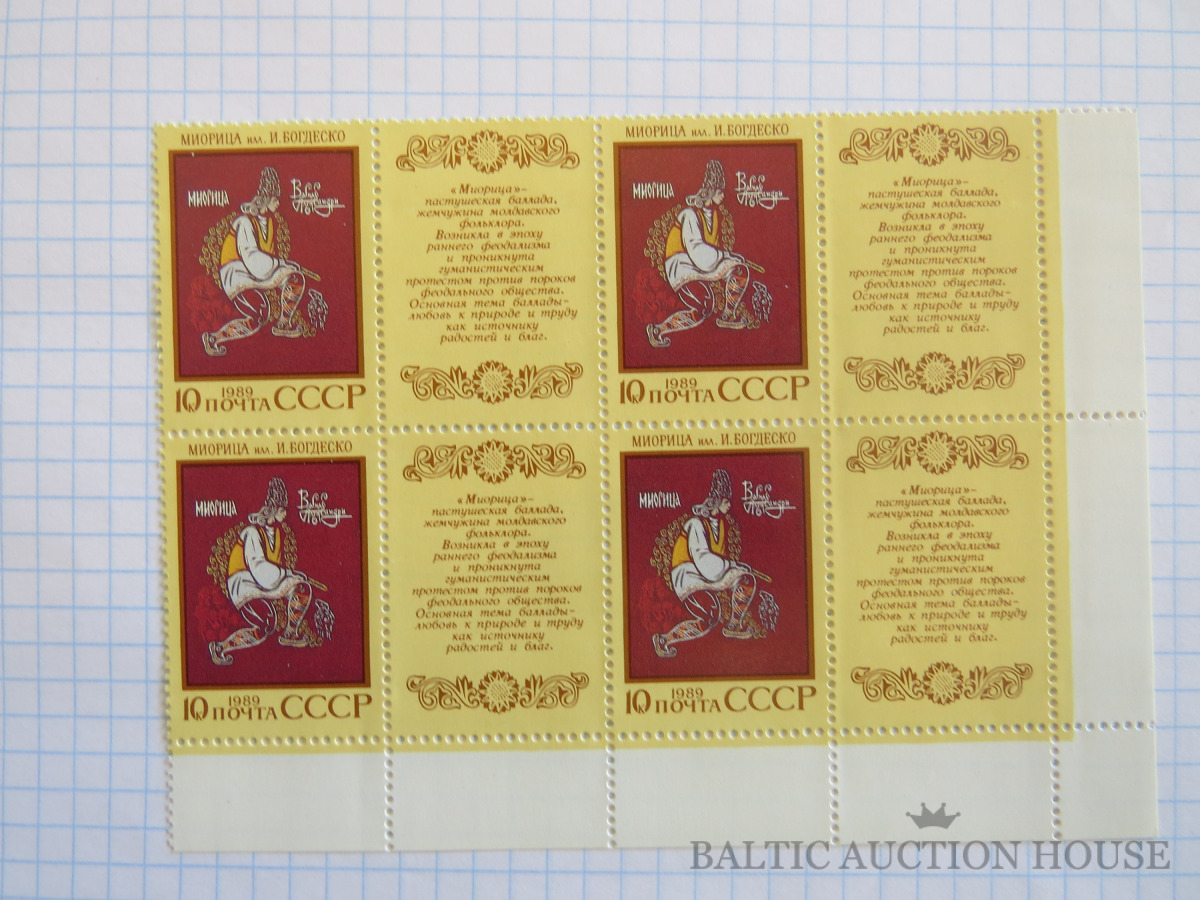 МИОРИЦА илл. И.БОГДЕСКО
МИОРИЦА
«Миорица»–
пастушеская баллада,
жемчужина молдавского
фольклора.
Возникла в эпоху
раннего феодализма
и проникнута
гуманистическим
протестом против пороков
феодального общества.
Основная тема баллады–
любовь к природе и труду
как источнику
радостей и благ.
10К 1989 ПОЧТА СССР
МИОРИЦА илл. И.БОГДЕСКО
МИОРИЦА
«Миорица»–
пастушеская баллада,
жемчужина молдавского
фольклора.
Возникла в эпоху
раннего феодализма
и проникнута
гуманистическим
протестом против пороков
феодального общества.
Основная тема баллады–
любовь к природе и труду
как источнику
радостей и благ.
10К 1989 ПОЧТА СССР
МИОРИЦА илл. И.БОГДЕСКО
МИОРИЦА
«Миорица»–
пастушеская баллада,
жемчужина молдавского
фольклора.
Возникла в эпоху
раннего феодализма
и проникнута
гуманистическим
протестом против пороков
феодального общества.
Основная тема баллады–
любовь к природе и труду
как источнику
радостей и благ.
10К 1989 ПОЧТА СССР
МИОРИЦА илл. И.БОГДЕСКО
МИОРИЦА
«Миорица»–
пастушеская баллада,
жемчужина молдавского
фольклора.
Возникла в эпоху
раннего феодализма
и проникнута
гуманистическим
протестом против пороков
феодального общества.
Основная тема баллады–
любовь к природе и труду
как источнику
радостей и благ.
10К 1989 ПОЧТА СССР
BALTIC AUCTION HOUSE